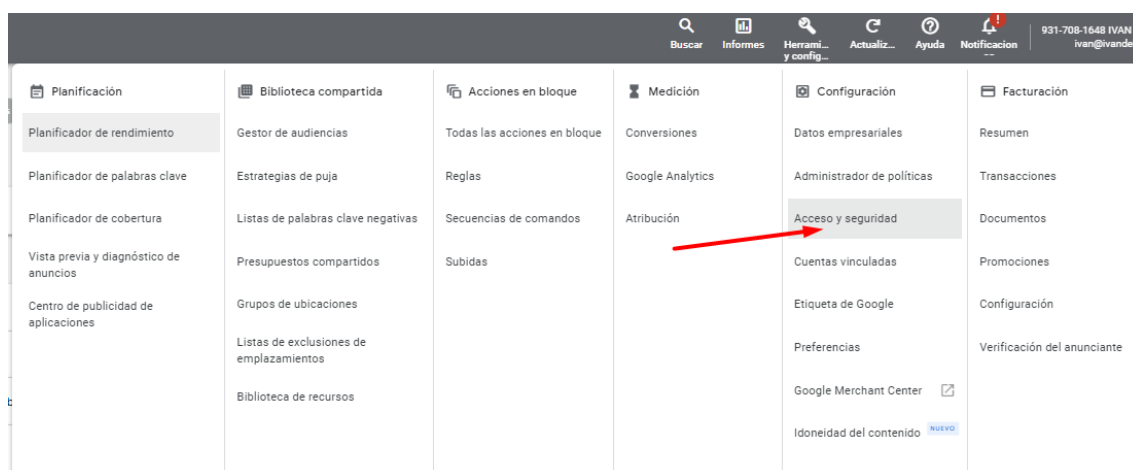 Buscar
Informes
Herrami...
y config...
Actualiz...
Ayuda
!
Notificacion
931-708-1648 IVAN
ivan@ivande
Planificación
Planificador de rendimiento
Planificador de palabras clave
Planificador de cobertura
Vista previa y diagnóstico de
anuncios
Centro de publicidad de
aplicaciones
Biblioteca compartida
Gestor de audiencias
Estrategias de puja
Listas de palabras clave negativas
Presupuestos compartidos
Grupos de ubicaciones
Listas de exclusiones de
emplazamientos
Biblioteca de recursos
Acciones en bloque
Todas las acciones en bloque
Reglas
Secuencias de comandos
Subidas
Medición
Conversiones
Google Analytics
Atribución
Configuración
Datos empresariales
Administrador de políticas
Acceso y seguridad
Cuentas vinculadas
Etiqueta de Google
Preferencias
Google Merchant Center
Idoneidad del contenido NUEVO
Facturación
Resumen
Transacciones
Documentos
Promociones
Configuración
Verificación del anunciante